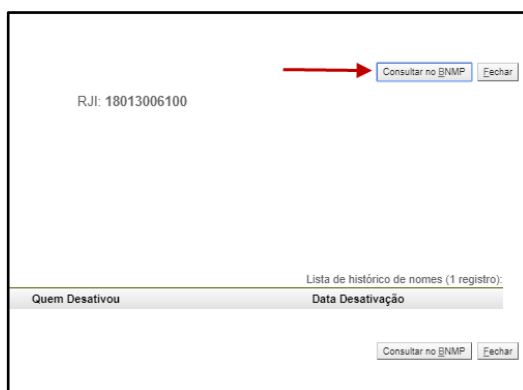 Consultar no BNMP Fechar
RJI: 18013006100
Lista de histórico de nomes (1 registro):
Quem Desativou Data Desativação
Consultar no BNMP Fechar